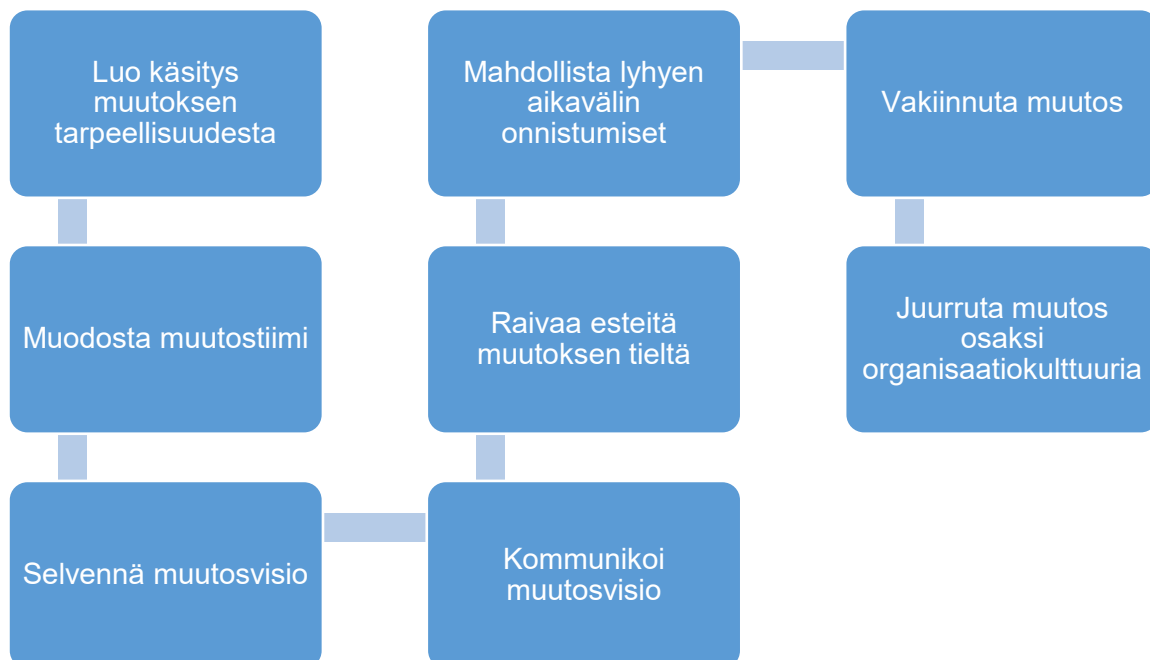 Luo käsitys
muutoksen
tarpeellisuudesta
Muodosta muutostiimi
Selvennä muutosvisio
Kommunikoi
muutosvisio
Raivaa esteitä
muutoksen tieltä
Mahdollista lyhyen
aikavälin
onnistumiset
Vakiinnuta muutos
Juurruta muutos
osaksi
organisaatiokulttuuria